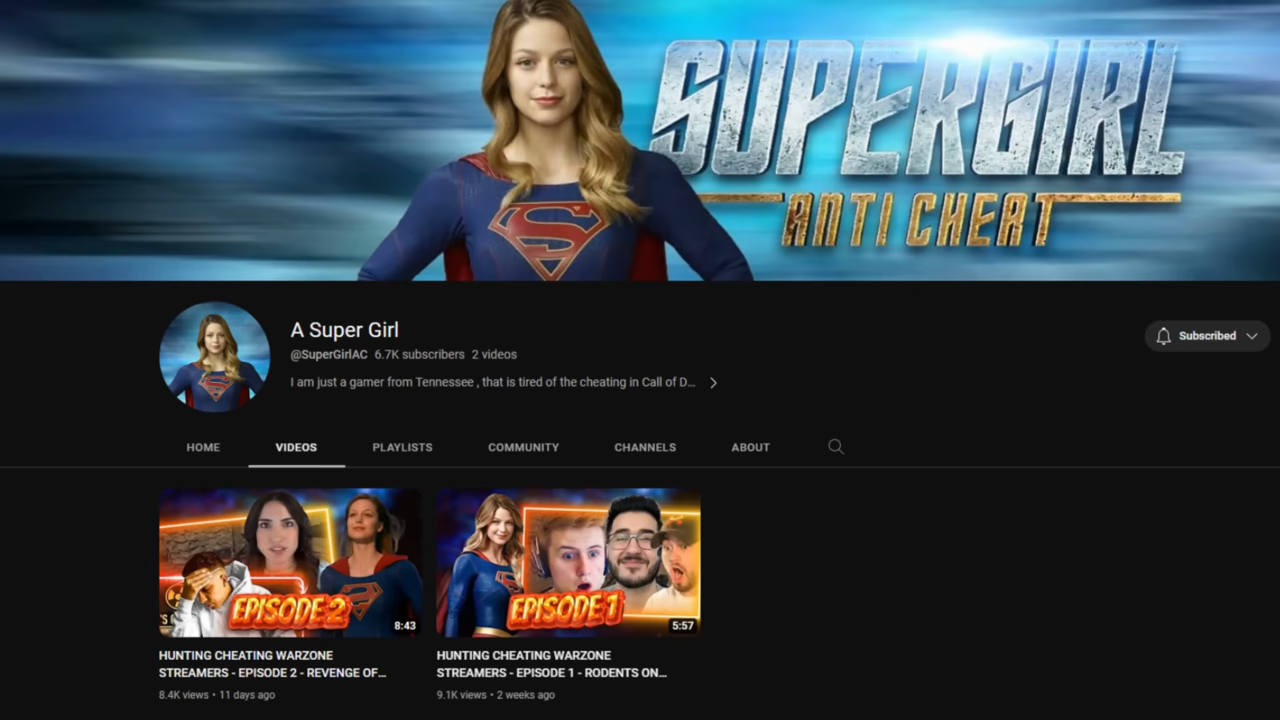 SUPERGIRL
ANTI CHEAT
A Super Girl
@SuperGirlAC 6.7K subscribers 2 videos
I am just a gamer from Tennessee , that is tired of the cheating in Call of D...
Subscribed
HOME VIDEOS PLAYLISTS COMMUNITY CHANNELS ABOUT
EPISODE 2
8:43
EPISODE 1
5:57
HUNTING CHEATING WARZONE
STREAMERS - EPISODE 2 - REVENGE OF...
8.4K views • 11 days ago
HUNTING CHEATING WARZONE
STREAMERS - EPISODE 1 - RODENTS ON...
9.1K views • 2 weeks ago